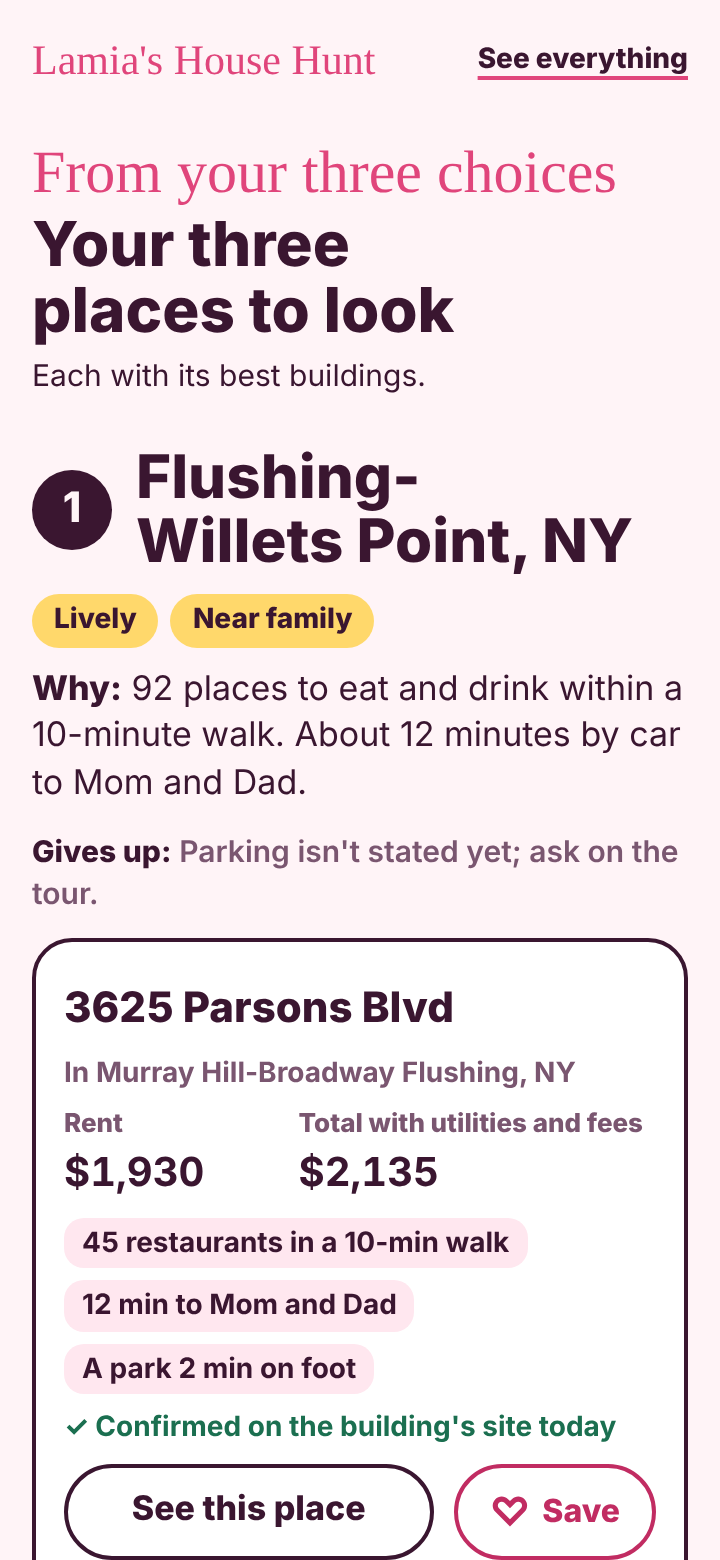 Lamia's House Hunt
See everything
From your three choices
Your three
places to look
Each with its best buildings.
1
Flushing-
Willets Point, NY
Lively
Near family
Why: 92 places to eat and drink within a
10-minute walk. About 12 minutes by car
to Mom and Dad.
Gives up: Parking isn't stated yet; ask on the
tour.
3625 Parsons Blvd
In Murray Hill-Broadway Flushing, NY
Rent
Total with utilities and fees
$1,930
$2,135
45 restaurants in a 10-min walk
12 min to Mom and Dad
A park 2 min on foot
✓ Confirmed on the building's site today
See this place
Save